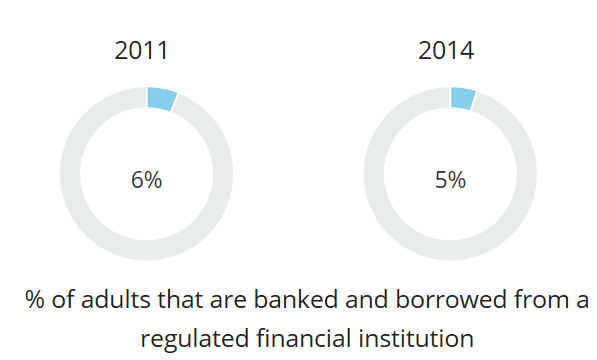 2011 2014
6% 5%
% of adults that are banked and borrowed from a
regulated financial institution